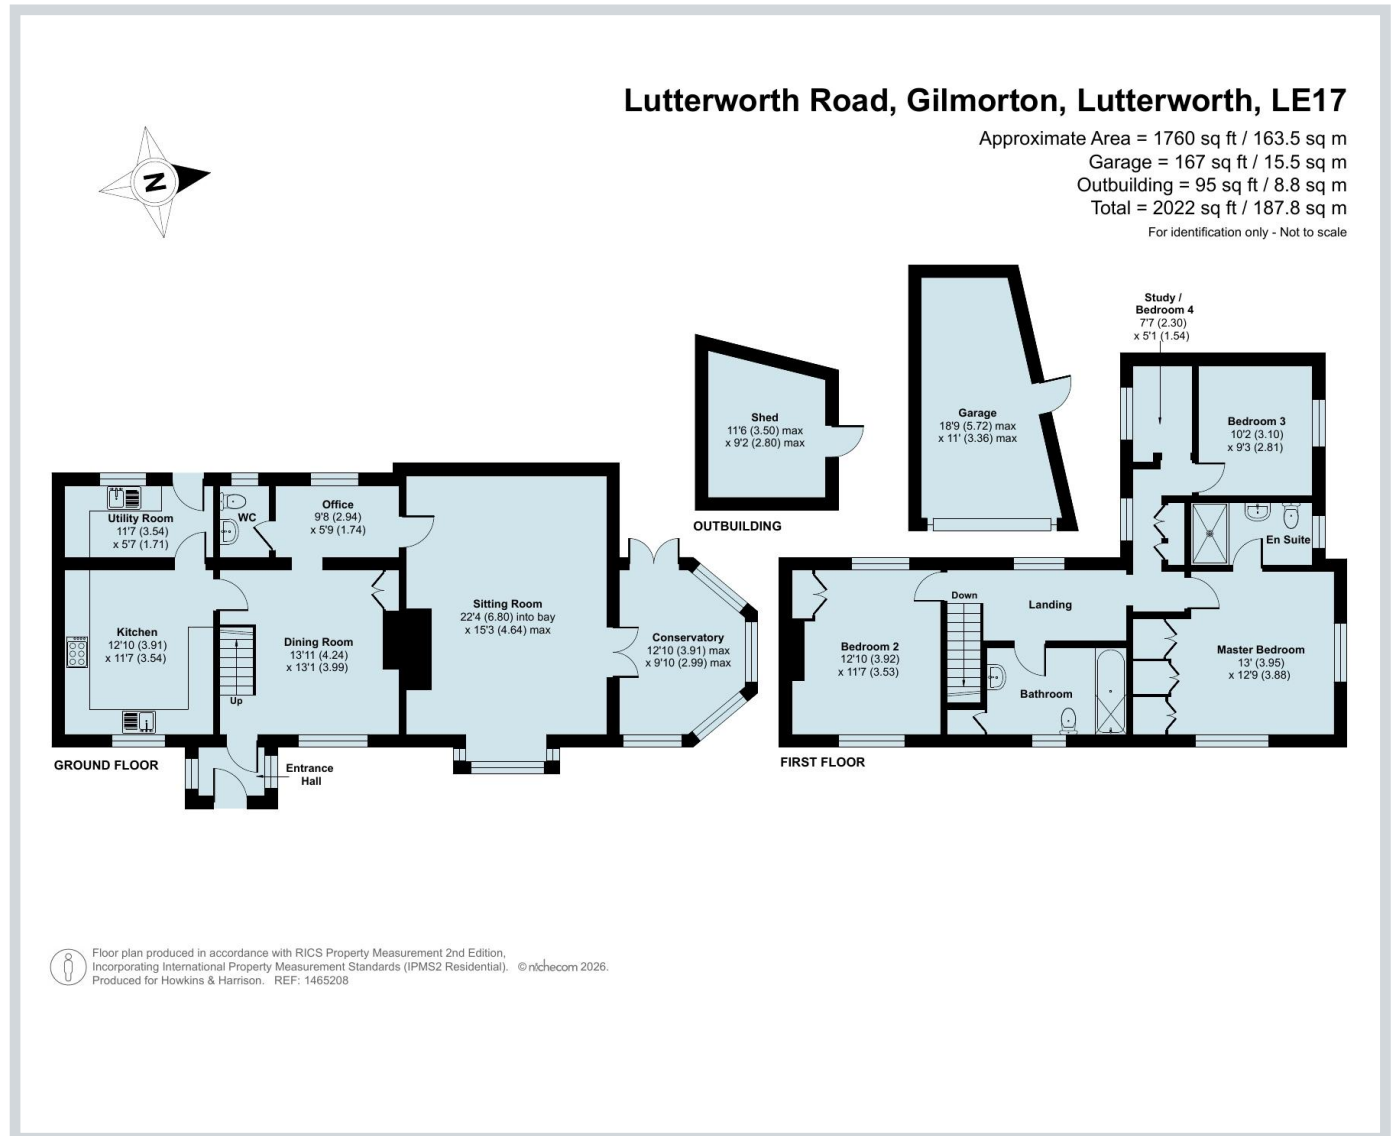 Lutterworth Road, Gilmorton, Lutterworth, LE17
Approximate Area = 1760 sq ft / 163.5 sq m
Garage = 167 sq ft / 15.5 sq m
Outbuilding = 95 sq ft / 8.8 sq m
Total = 2022 sq ft / 187.8 sq m
For identification only - Not to scale
N
Study /
Bedroom 4
7'7 (2.30)
x 5'1 (1.54)
Shed
11'6 (3.50) max
x 9'2 (2.80) max
OUTBUILDING
Garage
18'9 (5.72) max
x 11' (3.36) max
Bedroom 3
10'2 (3.10)
x 9'3 (2.81)
En Suite
Utility Room
11'7 (3.54)
x 5'7 (1.71)
WC
Office
9'8 (2.94)
x 5'9 (1.74)
Kitchen
12'10 (3.91)
x 11'7 (3.54)
Dining Room
13'11 (4.24)
x 13'1 (3.99)
Up
Sitting Room
22'4 (6.80) into bay
x 15'3 (4.64) max
Conservatory
12'10 (3.91) max
x 9'10 (2.99) max
Entrance
Hall
GROUND FLOOR
Down
Landing
Bedroom 2
12'10 (3.92)
x 11'7 (3.53)
Bathroom
Master Bedroom
13' (3.95)
x 12'9 (3.88)
FIRST FLOOR
Floor plan produced in accordance with RICS Property Measurement 2nd Edition,
Incorporating International Property Measurement Standards (IPMS2 Residential). © nichecom 2026.
Produced for Howkins & Harrison. REF: 1465208